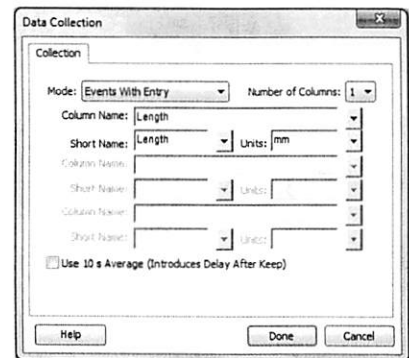 Data Collection
Collection
Mode: Events With Entry Number of Columns: 1
Column Name: Length
Short Name: Length Units: mm
Column Name:
Short Name: Units:
Column Name:
Short Name: Units:
Use 10 s Average (Introduces Delay After Keep)
Help Done Cancel